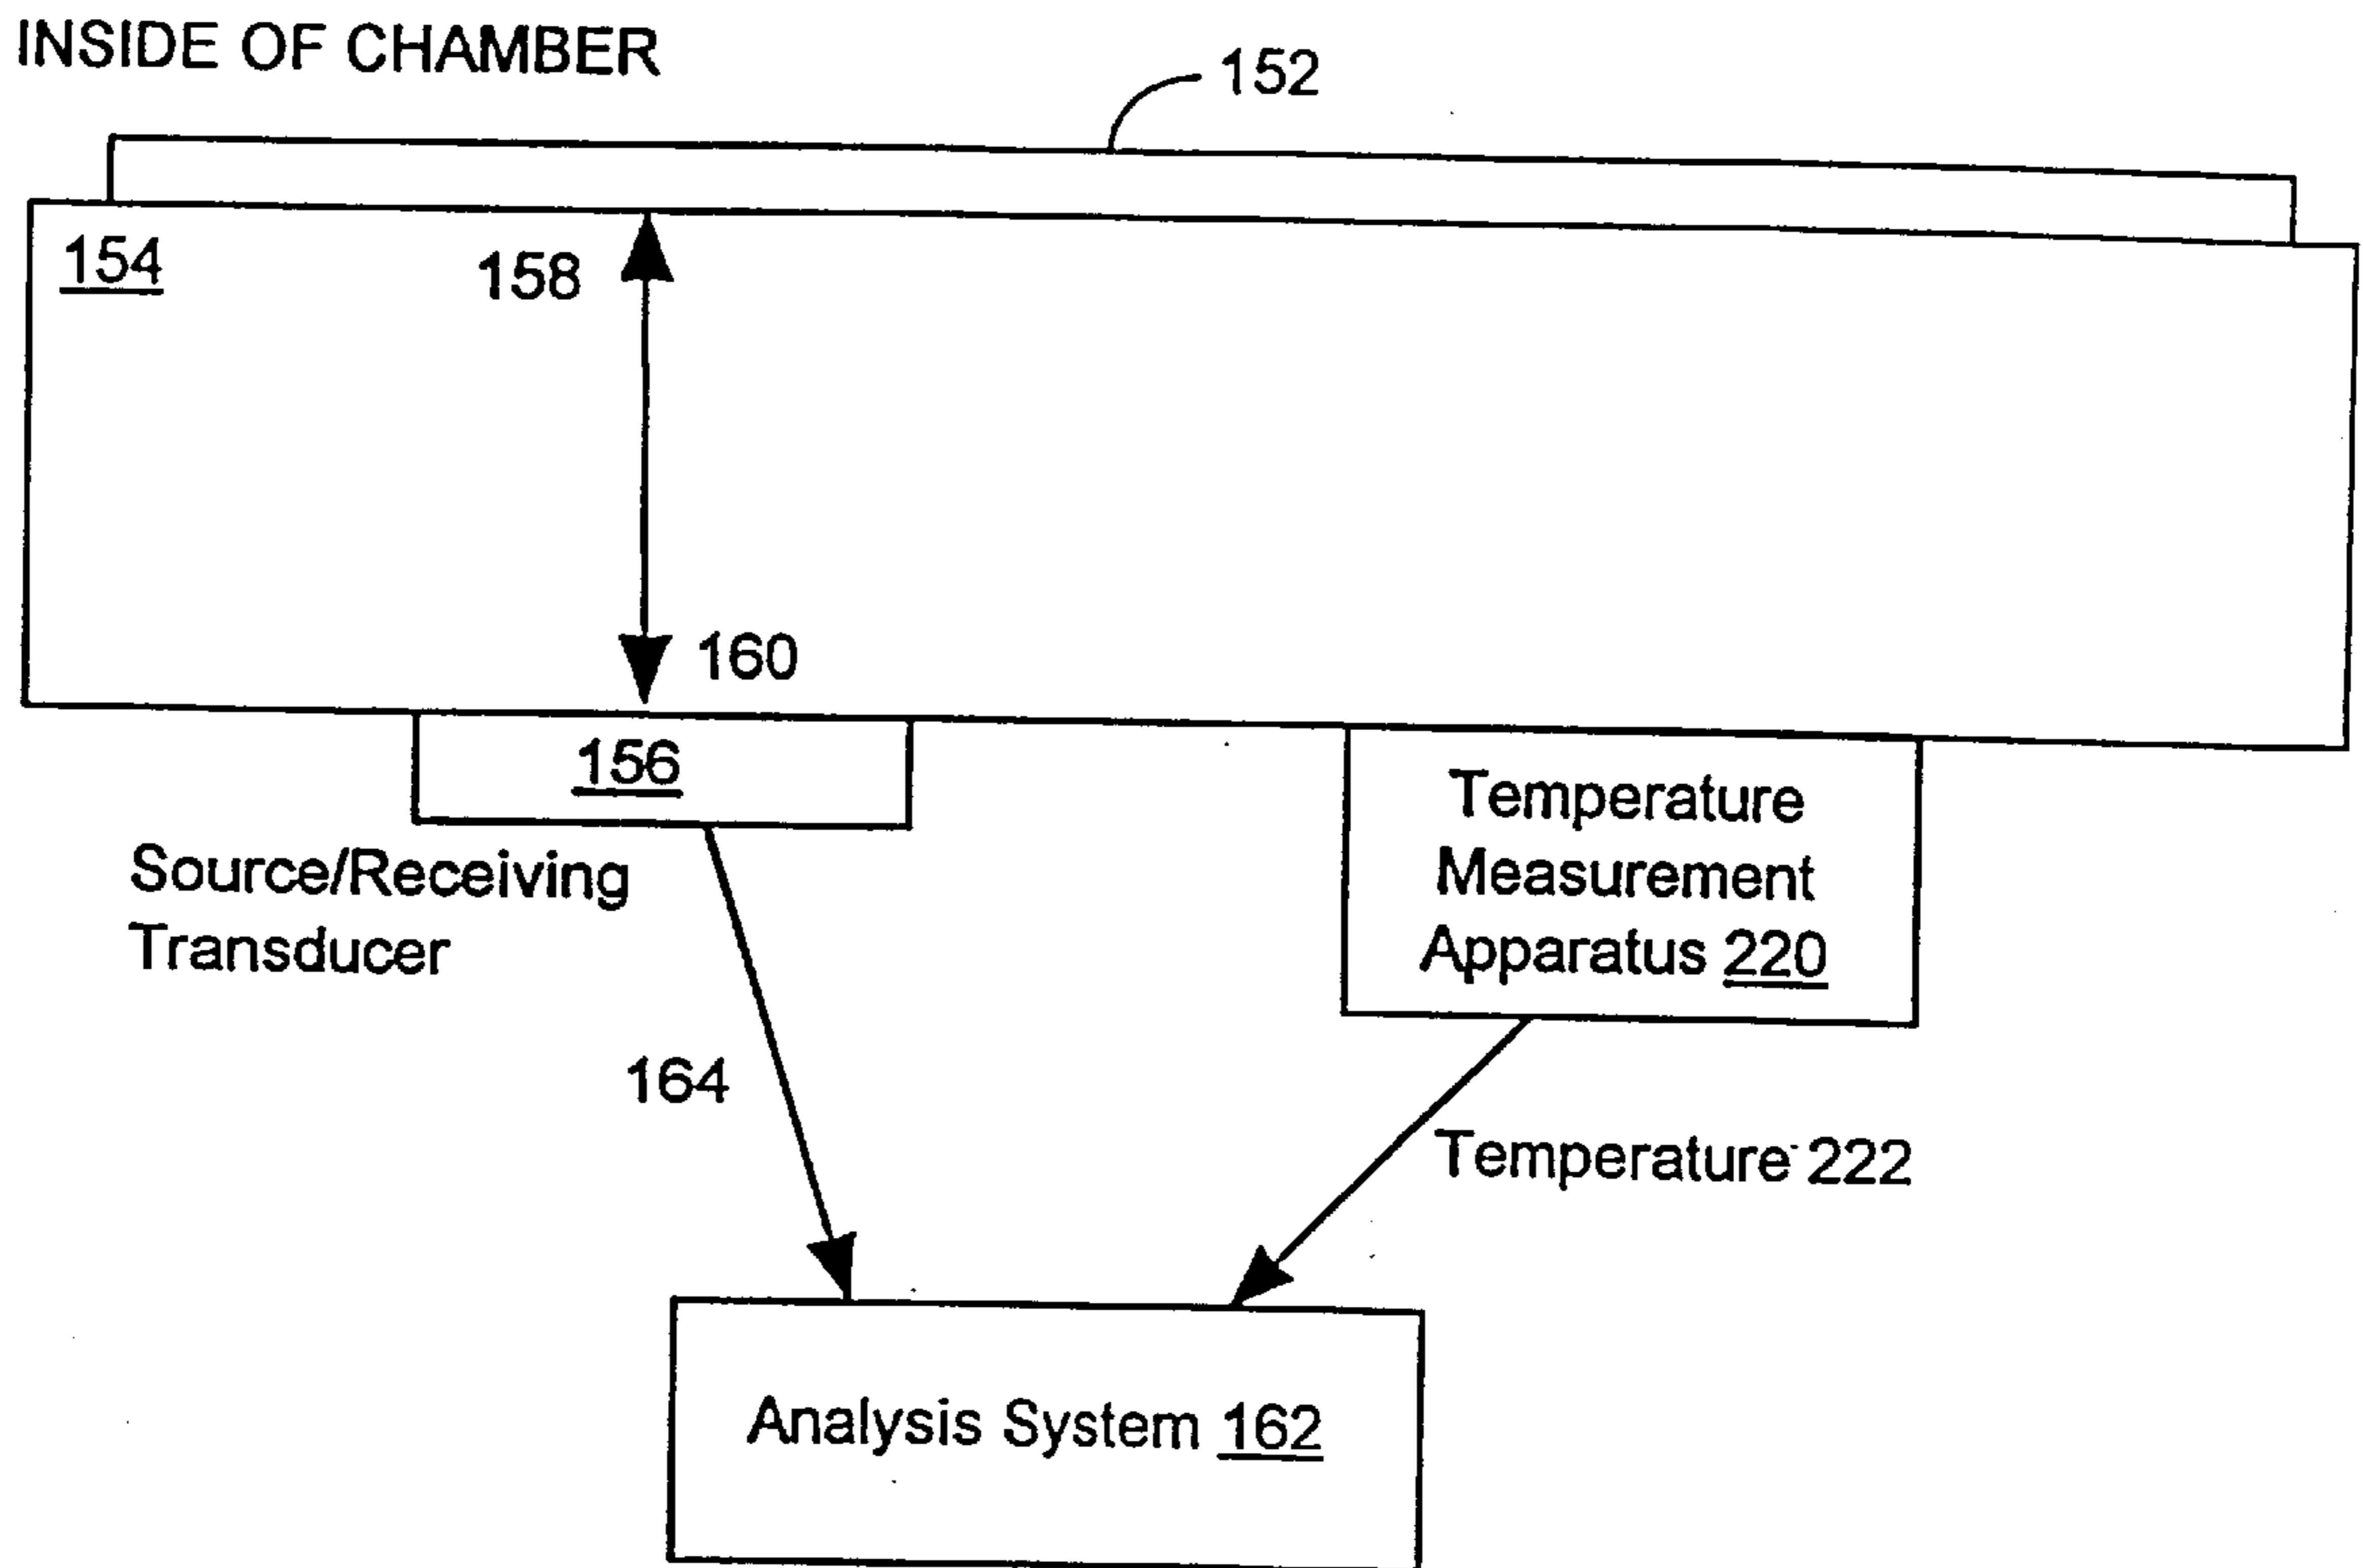 INSIDE OF CHAMBER
152
154
158
160
156
Source/Receiving
Transducer
Temperature
Measurement
Apparatus 220
164
Temperature 222
Analysis System 162